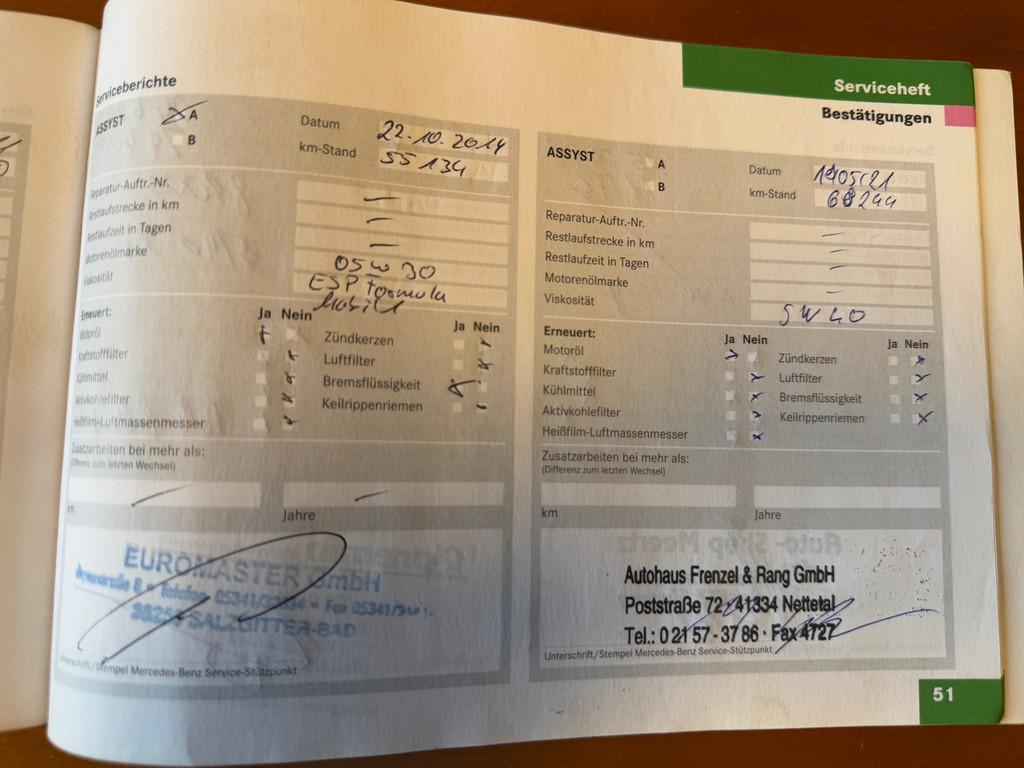 Serviceheft
Bestätigungen
Serviceberichte
ASSYST
A
B
Datum 22.10.2014
km-Stand 55134
Reparatur-Auftr.-Nr. —
Restlaufstrecke in km —
Restlaufzeit in Tagen —
Motorenölmarke 05W30
Viskosität ESP Formula
Mobil 1
Erneuert:
Ja Nein
Ja Nein
Motoröl
Zündkerzen
Kraftstofffilter
Luftfilter
Kühlmittel
Bremsflüssigkeit
Aktivkohlefilter
Keilrippenriemen
Heißfilm-Luftmassenmesser
Zusatzarbeiten bei mehr als:
(Differenz zum letzten Wechsel)
— —
km
Jahre
EUROMASTER GmbH
SALZGITTER-BAD
Unterschrift/Stempel Mercedes-Benz Service-Stützpunkt
ASSYST
A
B
Datum
km-Stand
Reparatur-Auftr.-Nr. —
Restlaufstrecke in km —
Restlaufzeit in Tagen —
Motorenölmarke —
Viskosität 5W40
Erneuert:
Ja Nein
Ja Nein
Motoröl
Zündkerzen
Kraftstofffilter
Luftfilter
Kühlmittel
Bremsflüssigkeit
Aktivkohlefilter
Keilrippenriemen
Heißfilm-Luftmassenmesser
Zusatzarbeiten bei mehr als:
(Differenz zum letzten Wechsel)
km
Jahre
Autohaus Frenzel & Rang GmbH
Poststraße 72 · 41334 Nettetal
Tel.: 0 21 57 - 37 86 · Fax 4727
Unterschrift/Stempel Mercedes-Benz Service-Stützpunkt
51